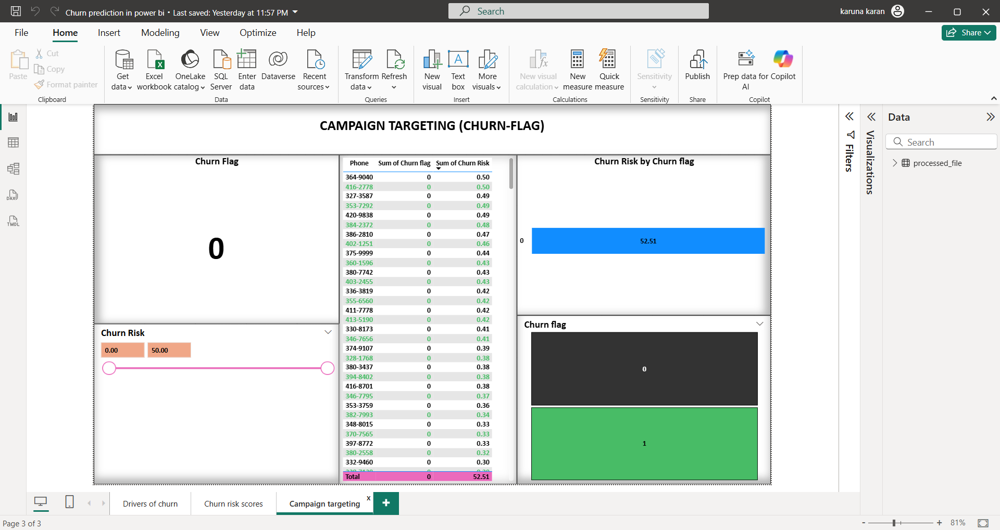 Churn prediction in power bi • Last saved: Yesterday at 11:57 PM
Search
karuna karan
File
Home
Insert
Modeling
View
Optimize
Help
Share
Paste
Cut
Copy
Format painter
Clipboard
Get data
Excel workbook
OneLake catalog
SQL Server
Enter data
Dataverse
Recent sources
Data
Transform data
Refresh
Queries
New visual
Text box
More visuals
Insert
New visual calculation
New measure
Quick measure
Calculations
Sensitivity
Sensitivity
Publish
Share
Prep data for AI
Copilot
Copilot
DAX
TMDL
CAMPAIGN TARGETING (CHURN-FLAG)
Churn Flag
0
Churn Risk
0.00 50.00
Phone Sum of Churn flag Sum of Churn Risk
364-9040 0 0.50
416-2778 0 0.50
327-3587 0 0.49
353-7292 0 0.49
420-9838 0 0.49
384-2372 0 0.48
386-2810 0 0.47
402-1251 0 0.46
375-9999 0 0.44
360-1596 0 0.43
380-7742 0 0.43
403-2455 0 0.43
336-3819 0 0.42
355-6560 0 0.42
411-7778 0 0.42
413-5190 0 0.42
330-8173 0 0.41
346-7656 0 0.41
374-9107 0 0.39
328-1768 0 0.38
380-3437 0 0.38
394-8402 0 0.38
416-8701 0 0.38
346-7795 0 0.37
353-3759 0 0.36
382-7993 0 0.34
348-8015 0 0.33
370-7565 0 0.33
397-8772 0 0.33
380-2558 0 0.32
332-9460 0 0.30
Total 0 52.51
Churn Risk by Churn flag
0
52.51
Churn flag
0
1
Filters
Visualizations
Data
Search
processed_file
Drivers of churn
Churn risk scores
Campaign targeting
x
+
Page 3 of 3
- + 81%